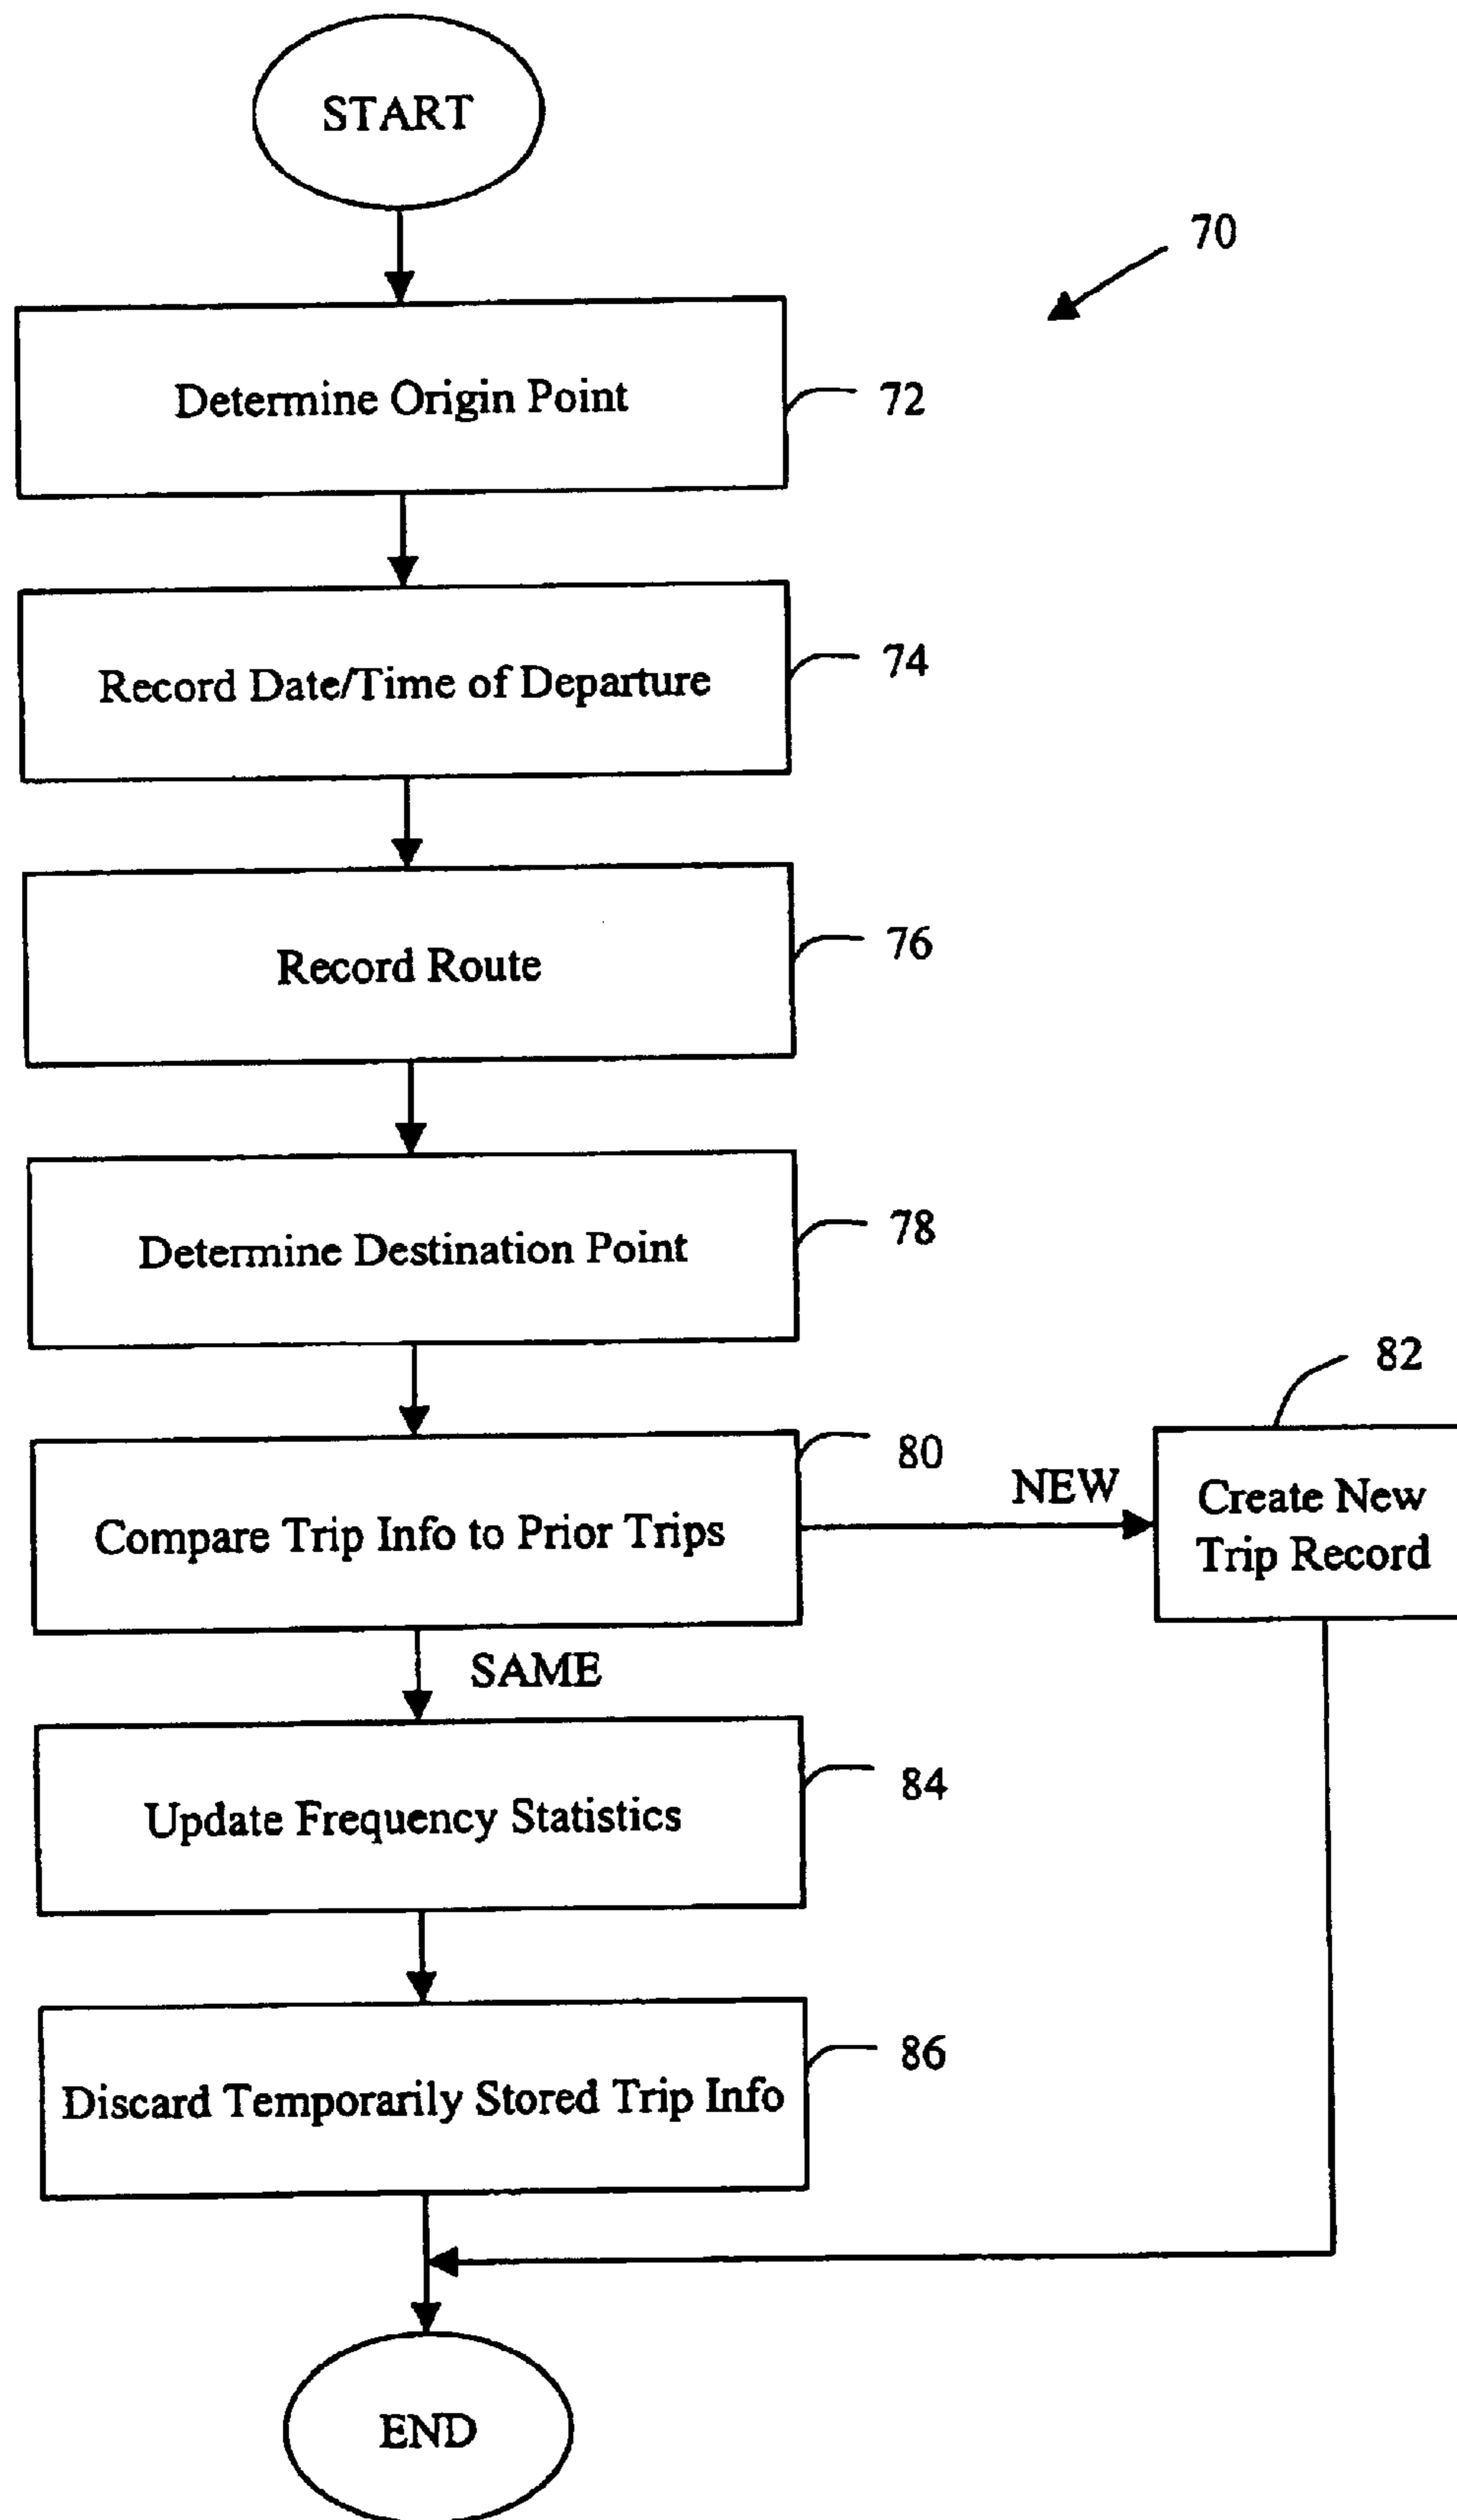 START
70
Determine Origin Point
72
Record Date/Time of Departure
74
Record Route
76
Determine Destination Point
78
Compare Trip Info to Prior Trips
80
NEW
82
Create New
Trip Record
SAME
Update Frequency Statistics
84
Discard Temporarily Stored Trip Info
86
END